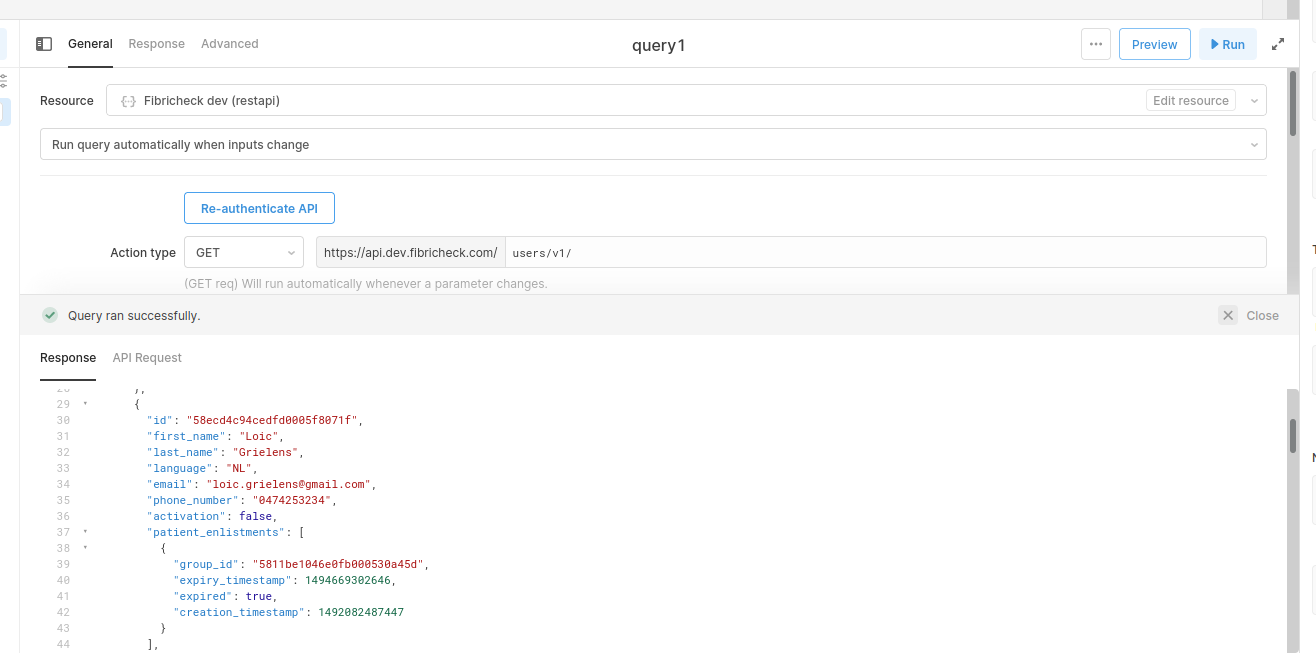 General Response Advanced query1 ... Preview Run
Resource {··} Fibricheck dev (restapi) Edit resource
Run query automatically when inputs change
Re-authenticate API
Action type GET https://api.dev.fibricheck.com/ users/v1/
(GET req) Will run automatically whenever a parameter changes.
Query ran successfully. Close
Response API Request
28 },
29 {
30 "id": "58ecd4c94cedfd0005f8071f",
31 "first_name": "Loic",
32 "last_name": "Grielens",
33 "language": "NL",
34 "email": "loic.grielens@gmail.com",
35 "phone_number": "0474253234",
36 "activation": false,
37 "patient_enlistments": [
38 {
39 "group_id": "5811be1046e0fb000530a45d",
40 "expiry_timestamp": 1494669302646,
41 "expired": true,
42 "creation_timestamp": 1492082487447
43 }
44 ],